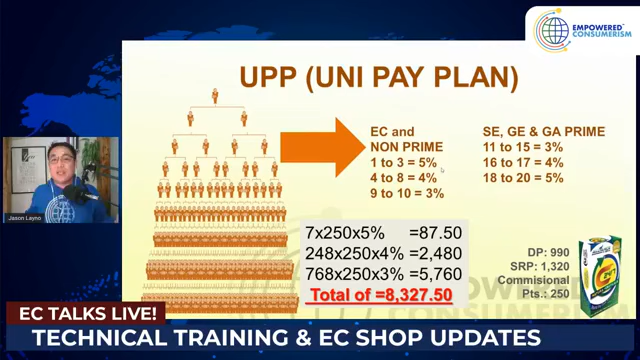 EMPOWERED
CONSUMERISM
UPP (UNI PAY PLAN)
EC and
NON PRIME
1 to 3 = 5%
4 to 8 = 4%
9 to 10 = 3%
SE, GE & GA PRIME
11 to 15 = 3%
16 to 17 = 4%
18 to 20 = 5%
7x250x5% =87.50
248x250x4% =2,480
768x250x3% =5,760
Total of =8,327.50
DP: 990
SRP: 1,320
Commisional
Pts.: 250
EMPOWERED
CONSUMERISM
Jason Layno
EC TALKS LIVE!
TECHNICAL TRAINING & EC SHOP UPDATES